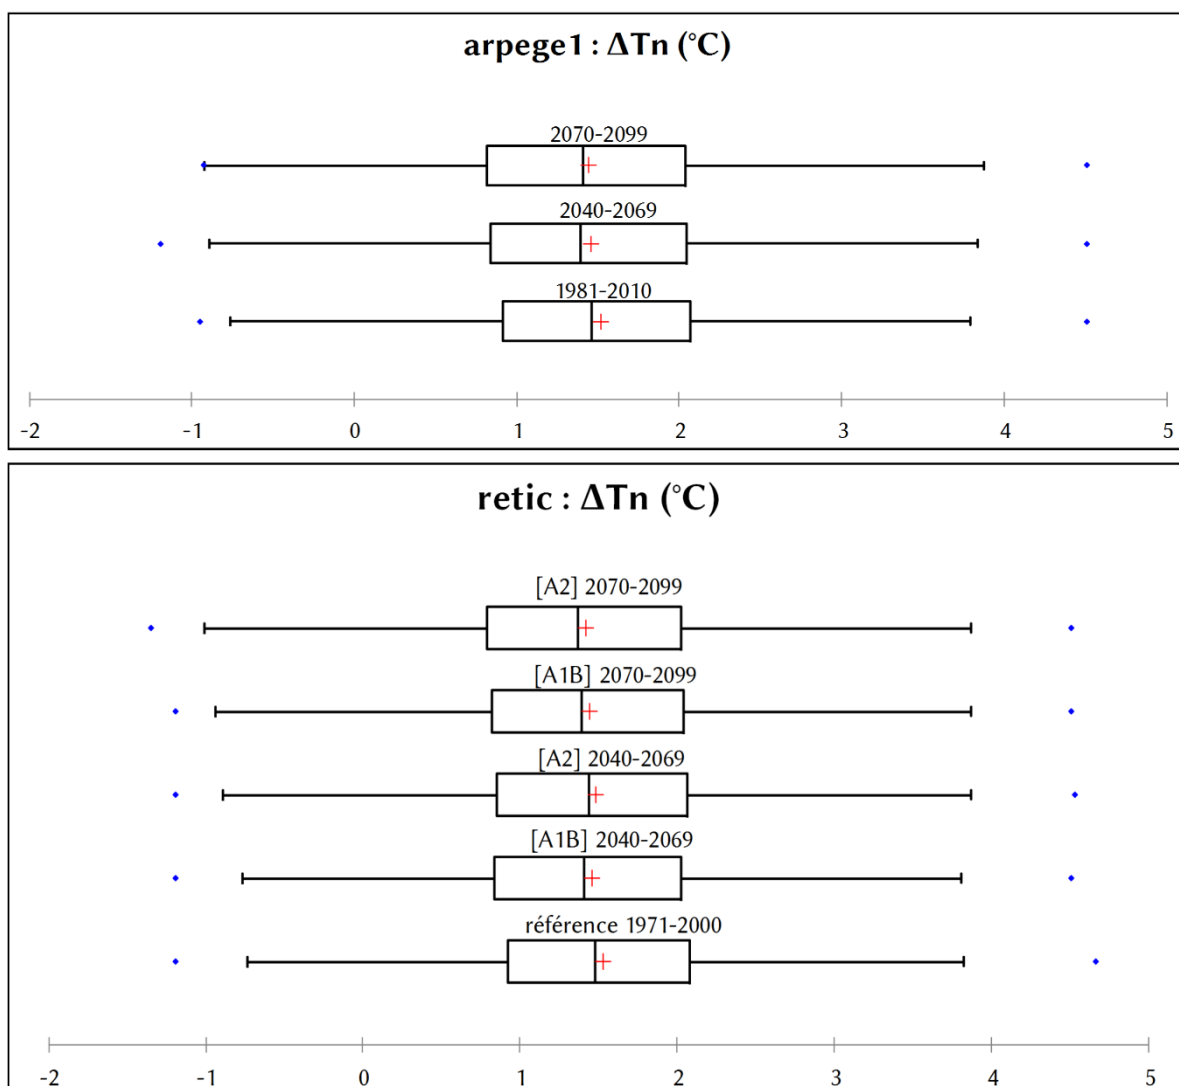 arpege1 : ΔTn (°C)
2070-2099
2040-2069
1981-2010
-2 -1 0 1 2 3 4 5
retic : ΔTn (°C)
[A2] 2070-2099
[A1B] 2070-2099
[A2] 2040-2069
[A1B] 2040-2069
référence 1971-2000
-2 -1 0 1 2 3 4 5